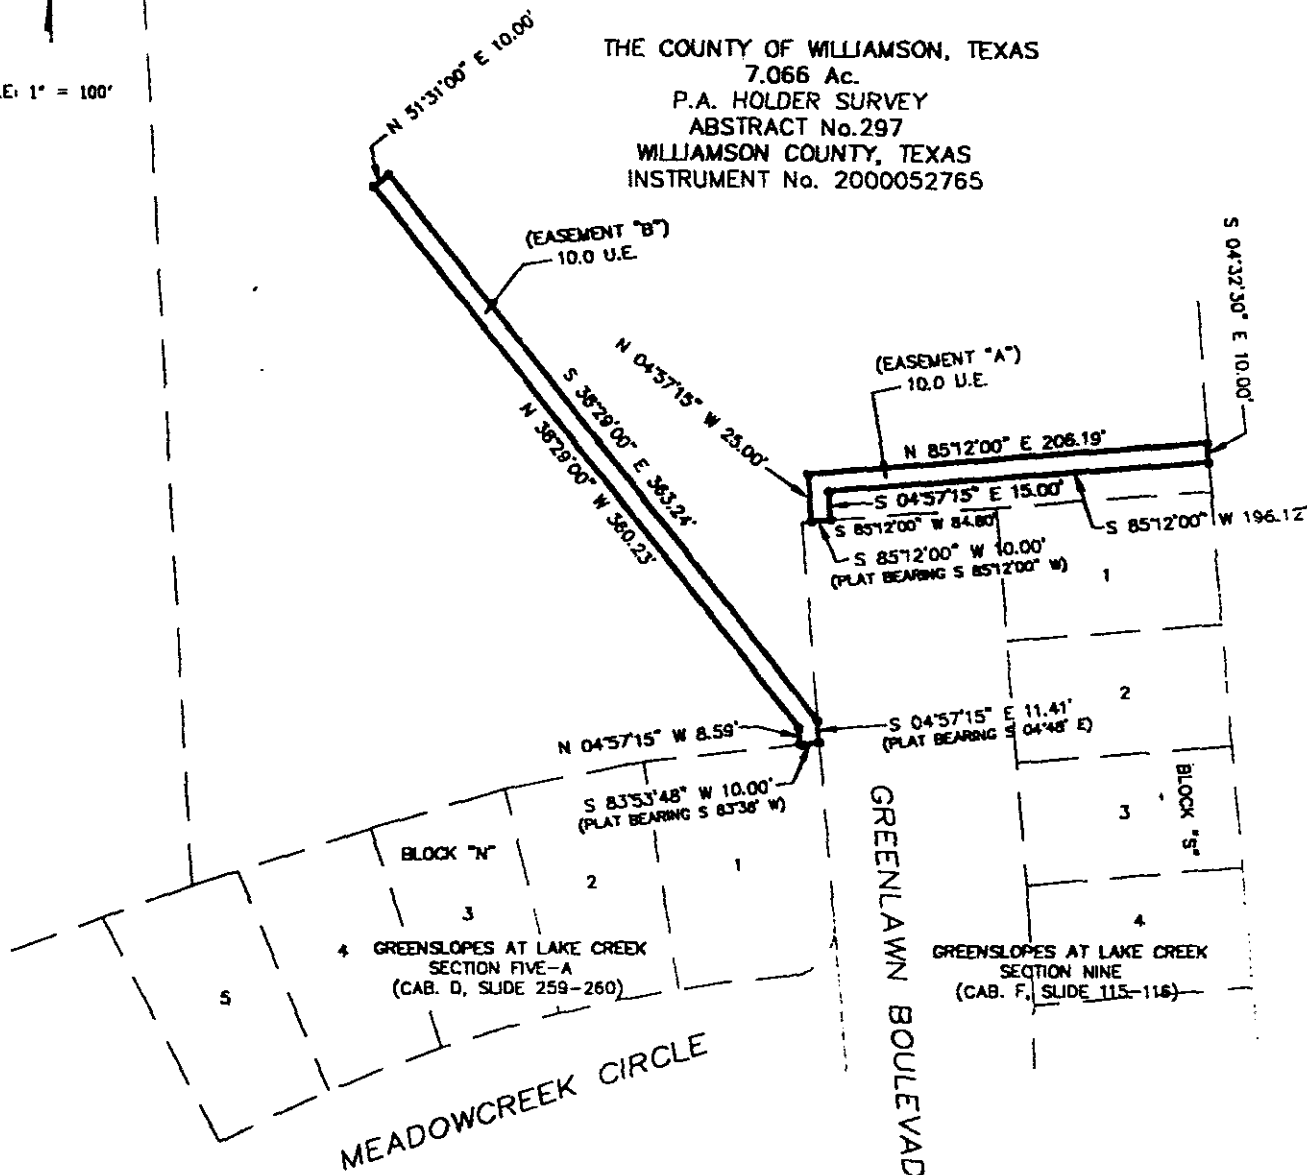 LE: 1" = 100'
N 51°31'00" E 10.00'
THE COUNTY OF WILLIAMSON, TEXAS
7.066 Ac.
P.A. HOLDER SURVEY
ABSTRACT No.297
WILLIAMSON COUNTY, TEXAS
INSTRUMENT No. 2000052765
(EASEMENT "B")
10.0 U.E.
S 04°32'30" E 10.00'
N 04°57'15" W 25.00'
(EASEMENT "A")
10.0 U.E.
S 38°29'00" E 363.24'
N 38°29'00" W 360.23'
N 85°12'00" E 206.19'
S 04°57'15" E 15.00'
S 85°12'00" W 84.80'
S 85°12'00" W 196.12'
S 85°12'00" W 10.00'
(PLAT BEARING S 85°12'00" W)
1
2
N 04°57'15" W 8.59'
S 04°57'15" E 11.41'
(PLAT BEARING S 04°48' E)
S 83°53'48" W 10.00'
(PLAT BEARING S 83°38' W)
BLOCK "S"
3
4
BLOCK "N"
1
2
3
4
5
GREENSLOPES AT LAKE CREEK
SECTION FIVE-A
(CAB. D, SLIDE 259-260)
GREENLAWN BOULEVAD
GREENSLOPES AT LAKE CREEK
SECTION NINE
(CAB. F, SLIDE 115-116)
MEADOWCREEK CIRCLE